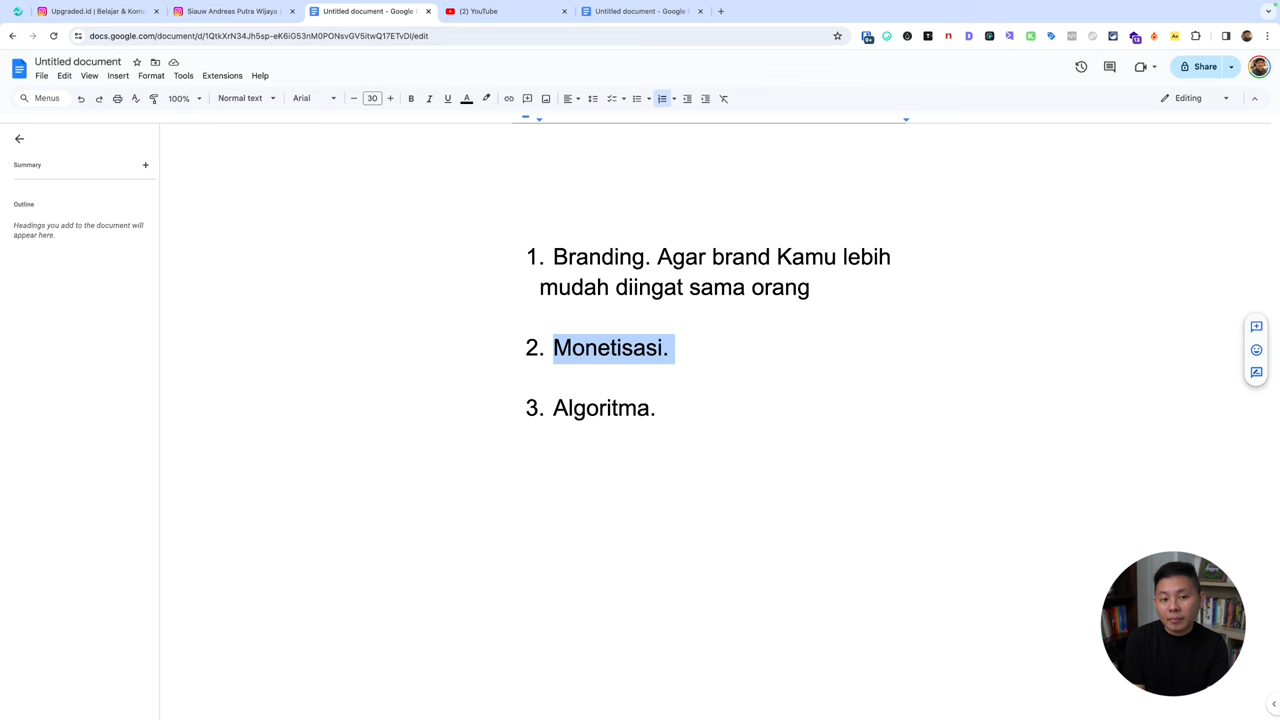 Upgraded.id | Belajar & Komu
Siauw Andreas Putra Wijaya
Untitled document - Google
(2) YouTube
Untitled document - Google
docs.google.com/document/d/1QtkXrN34Jh5sp-eK6iG53nM0PONsvGV5itwQ17ETvDI/edit
Untitled document
File Edit View Insert Format Tools Extensions Help
Share
Menus
100%
Normal text
Arial
30
Editing
Summary
Outline
Headings you add to the document will
appear here.
1. Branding. Agar brand Kamu lebih
mudah diingat sama orang
2. Monetisasi.
3. Algoritma.